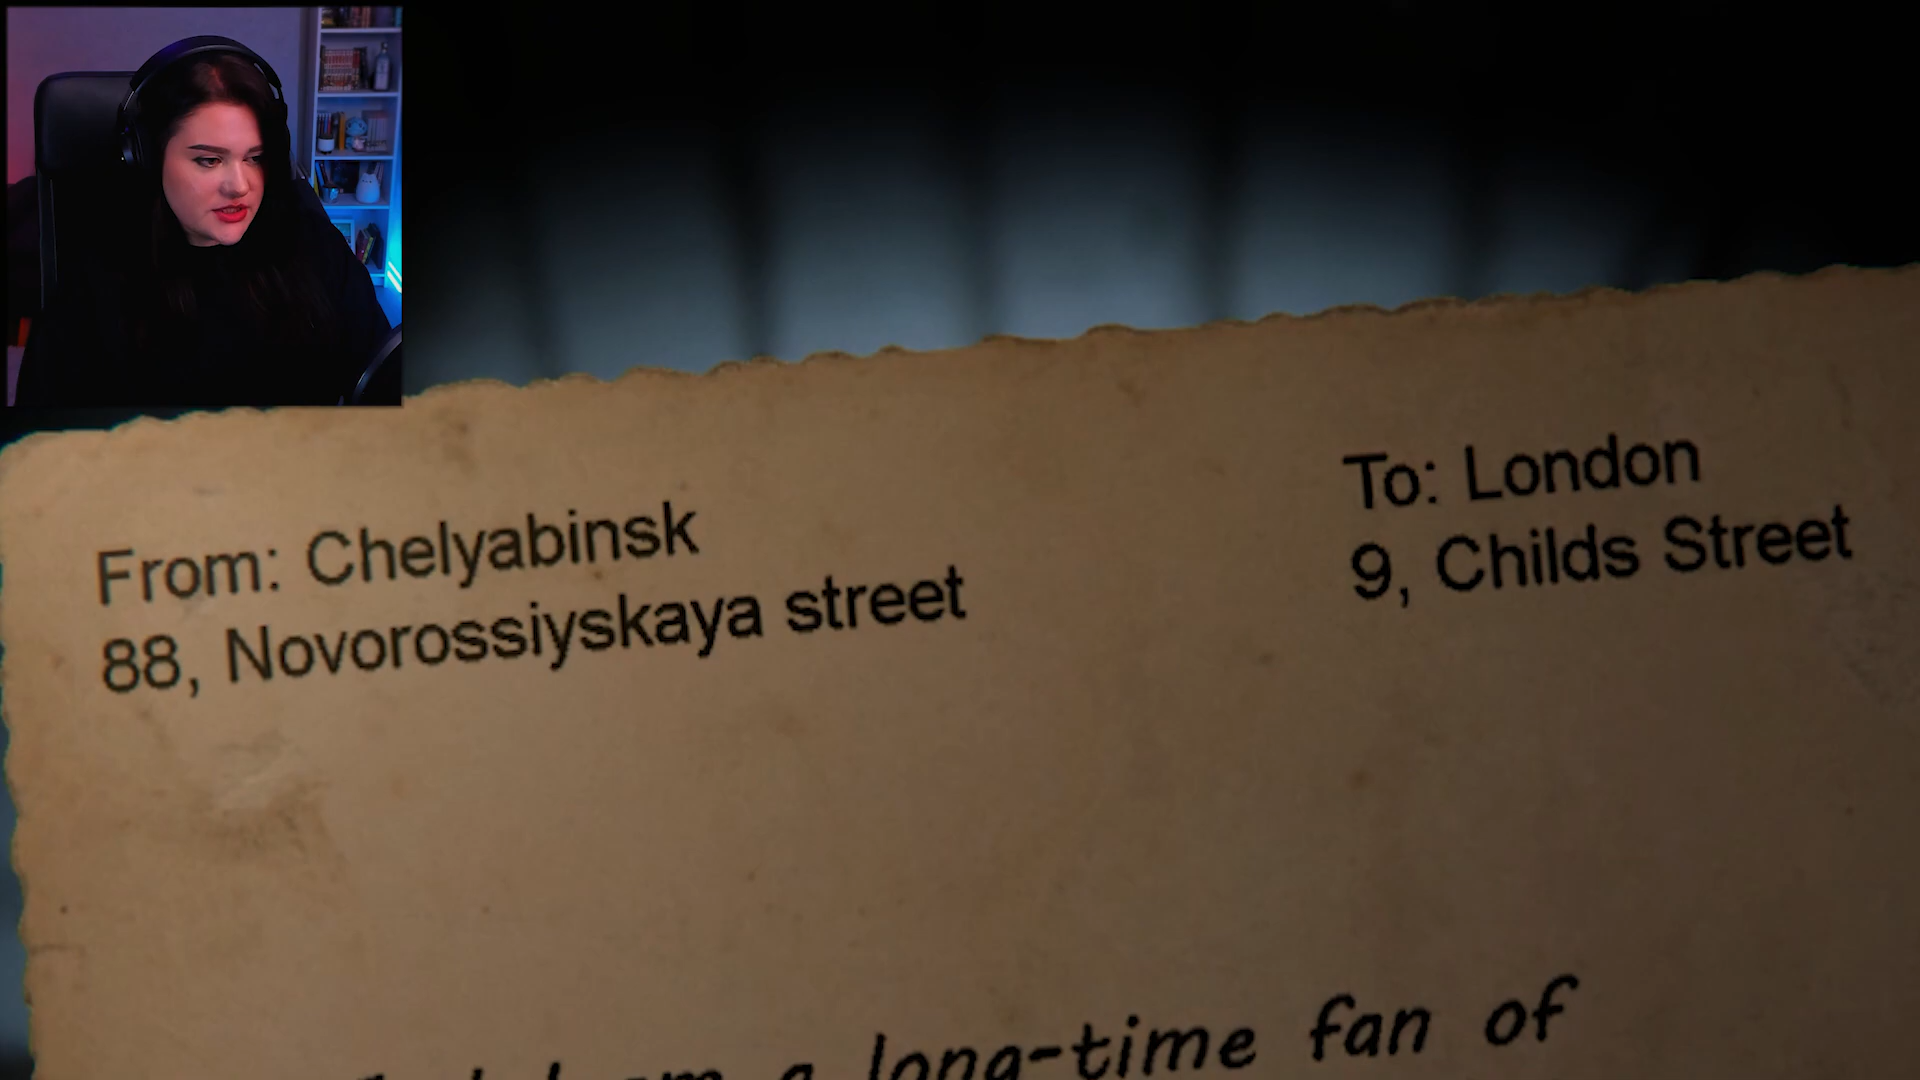 From: Chelyabinsk
88, Novorossiyskaya street
To: London
9, Childs Street
a long-time fan of